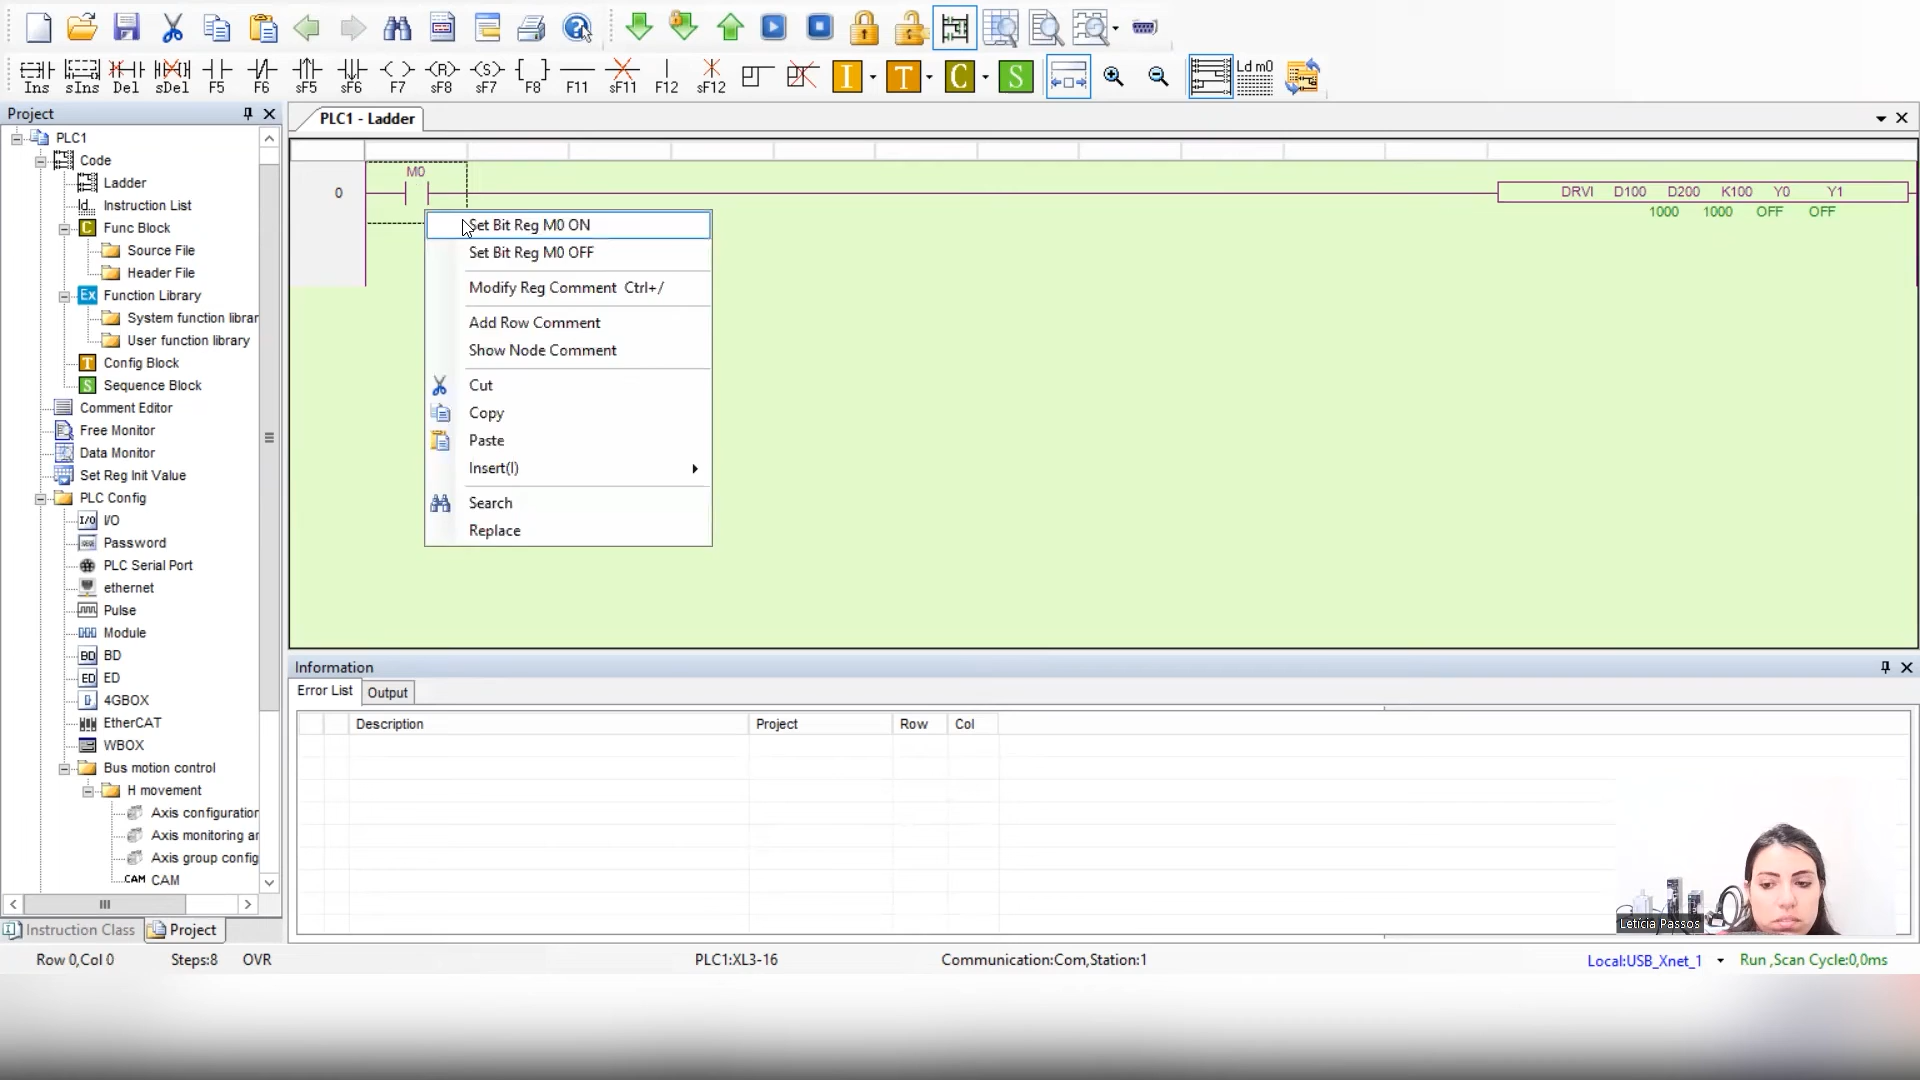 Ins sIns Del sDel F5 F6 sF5 sF6 F7 sF8 sF7 F8 F11 sF11 F12 sF12 I T C S Ld m0
Project
PLC1 - Ladder
PLC1
Code
Ladder
Instruction List
Func Block
Source File
Header File
Function Library
System function librar
User function library
Config Block
Sequence Block
Comment Editor
Free Monitor
Data Monitor
Set Reg Init Value
PLC Config
I/O
Password
PLC Serial Port
ethernet
Pulse
Module
BD
ED
4GBOX
EtherCAT
WBOX
Bus motion control
H movement
Axis configuration
Axis monitoring ar
Axis group config
CAM CAM
Instruction Class Project
M0
0 DRVI D100 D200 K100 Y0 Y1
1000 1000 OFF OFF
Set Bit Reg M0 ON
Set Bit Reg M0 OFF
Modify Reg Comment Ctrl+/
Add Row Comment
Show Node Comment
Cut
Copy
Paste
Insert(I)
Search
Replace
Information
Error List Output
Description Project Row Col
Letícia Passos
Row 0,Col 0 Steps:8 OVR PLC1:XL3-16 Communication:Com,Station:1 Local:USB_Xnet_1 Run ,Scan Cycle:0,0ms